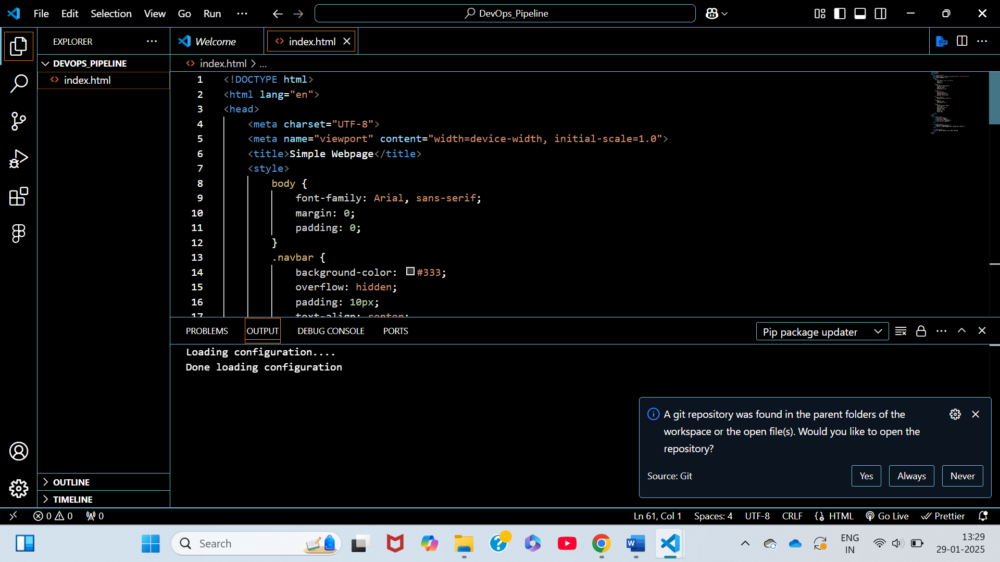 File Edit Selection View Go Run ... DevOps_Pipeline
EXPLORER
Welcome index.html
DEVOPS_PIPELINE
index.html > ...
index.html
1 <!DOCTYPE html>
2 <html lang="en">
3 <head>
4 <meta charset="UTF-8">
5 <meta name="viewport" content="width=device-width, initial-scale=1.0">
6 <title>Simple Webpage</title>
7 <style>
8 body {
9 font-family: Arial, sans-serif;
10 margin: 0;
11 padding: 0;
12 }
13 .navbar {
14 background-color: #333;
15 overflow: hidden;
16 padding: 10px;
17 text-align: center;
PROBLEMS OUTPUT DEBUG CONSOLE PORTS Pip package updater
Loading configuration....
Done loading configuration
A git repository was found in the parent folders of the
workspace or the open file(s). Would you like to open the
repository?
Source: Git Yes Always Never
OUTLINE
TIMELINE
0 0 0 Ln 61, Col 1 Spaces: 4 UTF-8 CRLF HTML Go Live Prettier
Search
ENG
IN
13:29
29-01-2025